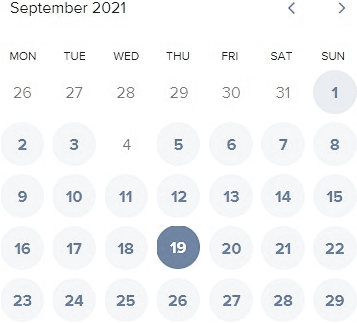 September 2021
MON TUE WED THU FRI SAT SUN
26 27 28 29 30 31 1
2 3 4 5 6 7 8
9 10 11 12 13 14 15
16 17 18 19 20 21 22
23 24 25 26 27 28 29